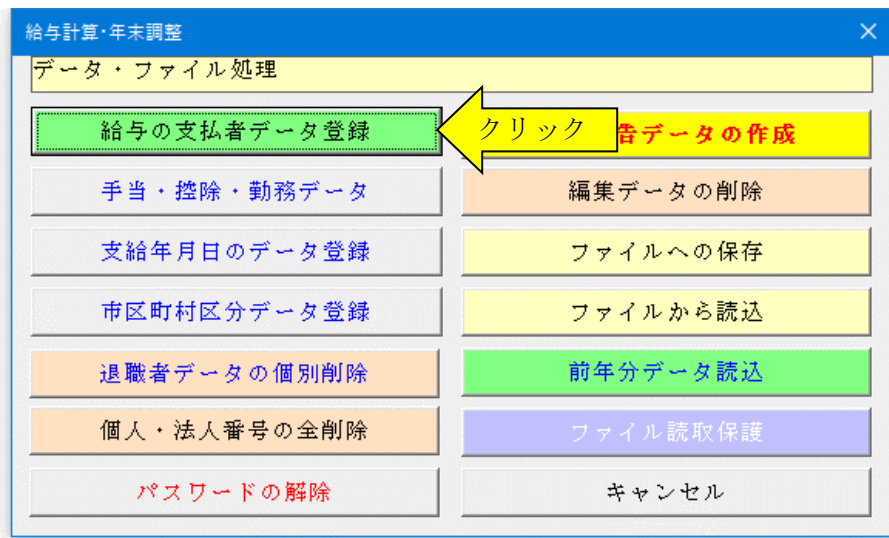 給与計算・年末調整
データ・ファイル処理
給与の支払者データ登録
クリック
告データの作成
手当・控除・勤務データ
編集データの削除
支給年月日のデータ登録
ファイルへの保存
市区町村区分データ登録
ファイルから読込
退職者データの個別削除
前年分データ読込
個人・法人番号の全削除
ファイル読取保護
パスワードの解除
キャンセル